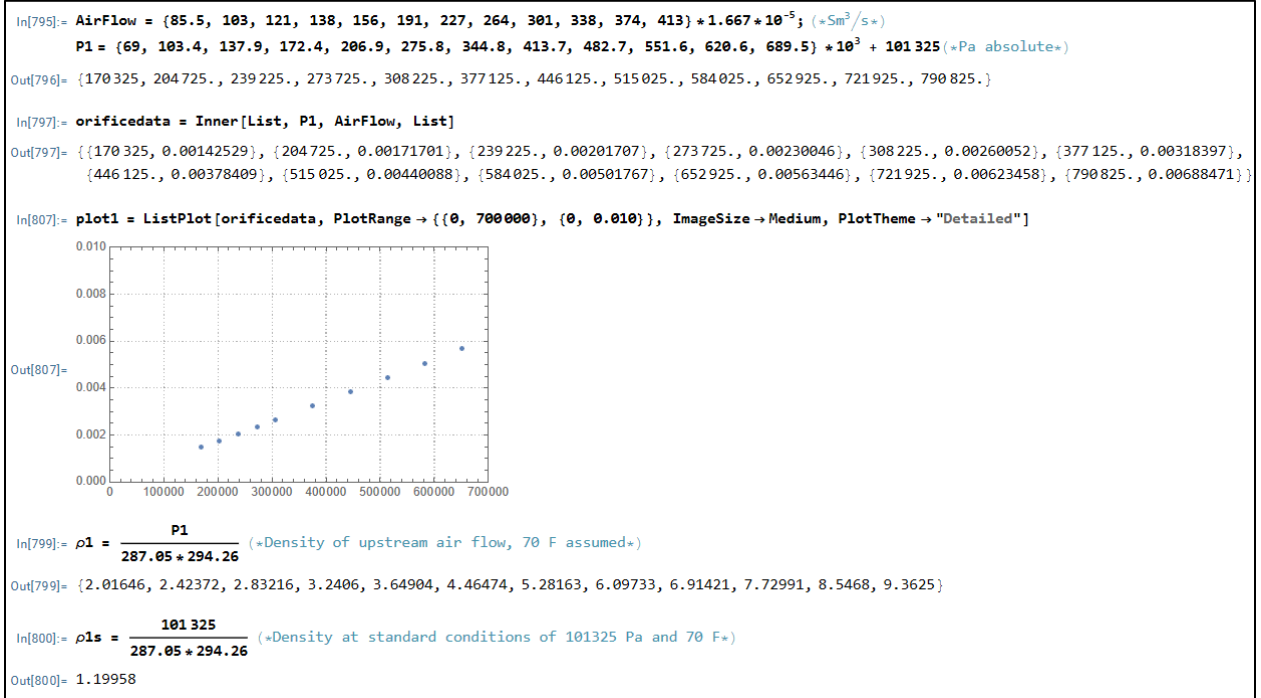 In[795]:= AirFlow = {85.5, 103, 121, 138, 156, 191, 227, 264, 301, 338, 374, 413} * 1.667 * 10^-5; (*Sm^3/s*)
P1 = {69, 103.4, 137.9, 172.4, 206.9, 275.8, 344.8, 413.7, 482.7, 551.6, 620.6, 689.5} * 10^3 + 101325 (*Pa absolute*)
Out[796]= {170325, 204725., 239225., 273725., 308225., 377125., 446125., 515025., 584025., 652925., 721925., 790825.}
In[797]:= orificedata = Inner[List, P1, AirFlow, List]
Out[797]= {{170325, 0.00142529}, {204725., 0.00171701}, {239225., 0.00201707}, {273725., 0.00230046}, {308225., 0.00260052}, {377125., 0.00318397},
{446125., 0.00378409}, {515025., 0.00440088}, {584025., 0.00501767}, {652925., 0.00563446}, {721925., 0.00623458}, {790825., 0.00688471}}
In[807]:= plot1 = ListPlot[orificedata, PlotRange → {{0, 700000}, {0, 0.010}}, ImageSize → Medium, PlotTheme → "Detailed"]
0.010
0.008
0.006
Out[807]=
0.004
0.002
0.000
0 100000 200000 300000 400000 500000 600000 700000
P1
In[799]:= ρ1 = (*Density of upstream air flow, 70 F assumed*)
287.05 * 294.26
Out[799]= {2.01646, 2.42372, 2.83216, 3.2406, 3.64904, 4.46474, 5.28163, 6.09733, 6.91421, 7.72991, 8.5468, 9.3625}
101325
In[800]:= ρ1s = (*Density at standard conditions of 101325 Pa and 70 F*)
287.05 * 294.26
Out[800]= 1.19958